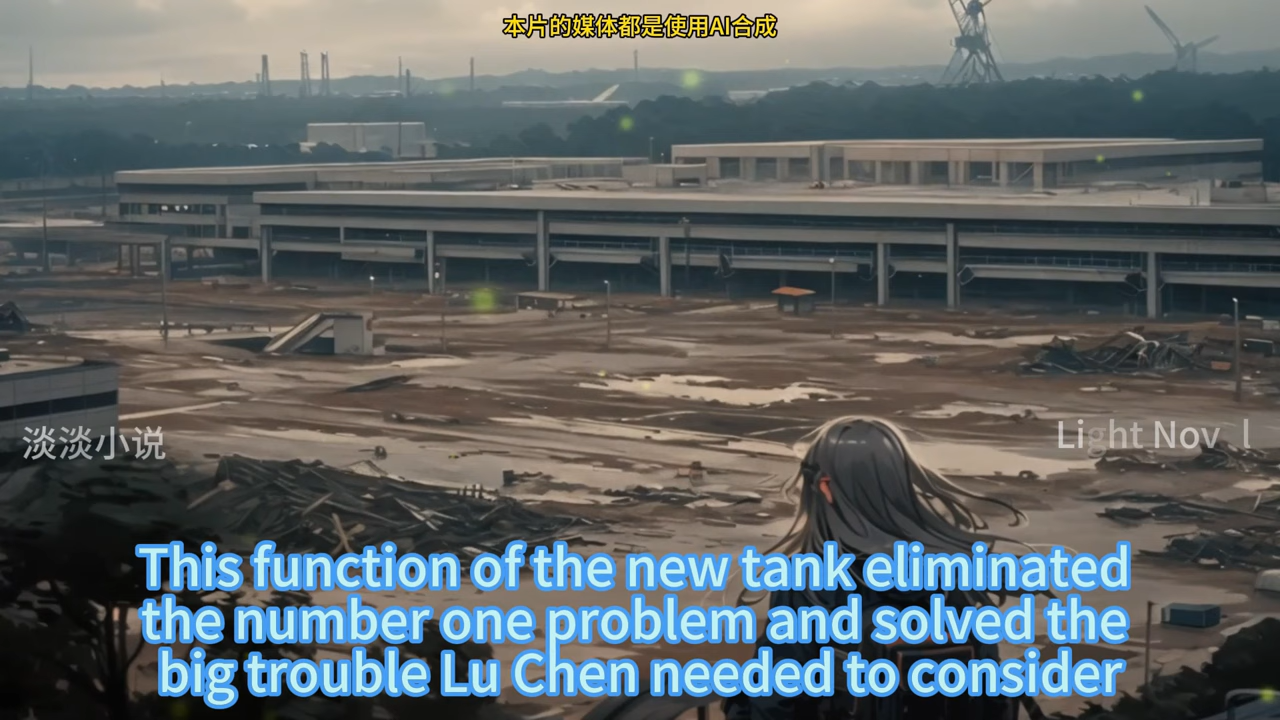 本片的媒体都是使用AI合成
淡淡小说
Light Nov l
This function of the new tank eliminated
the number one problem and solved the
big trouble Lu Chen needed to consider